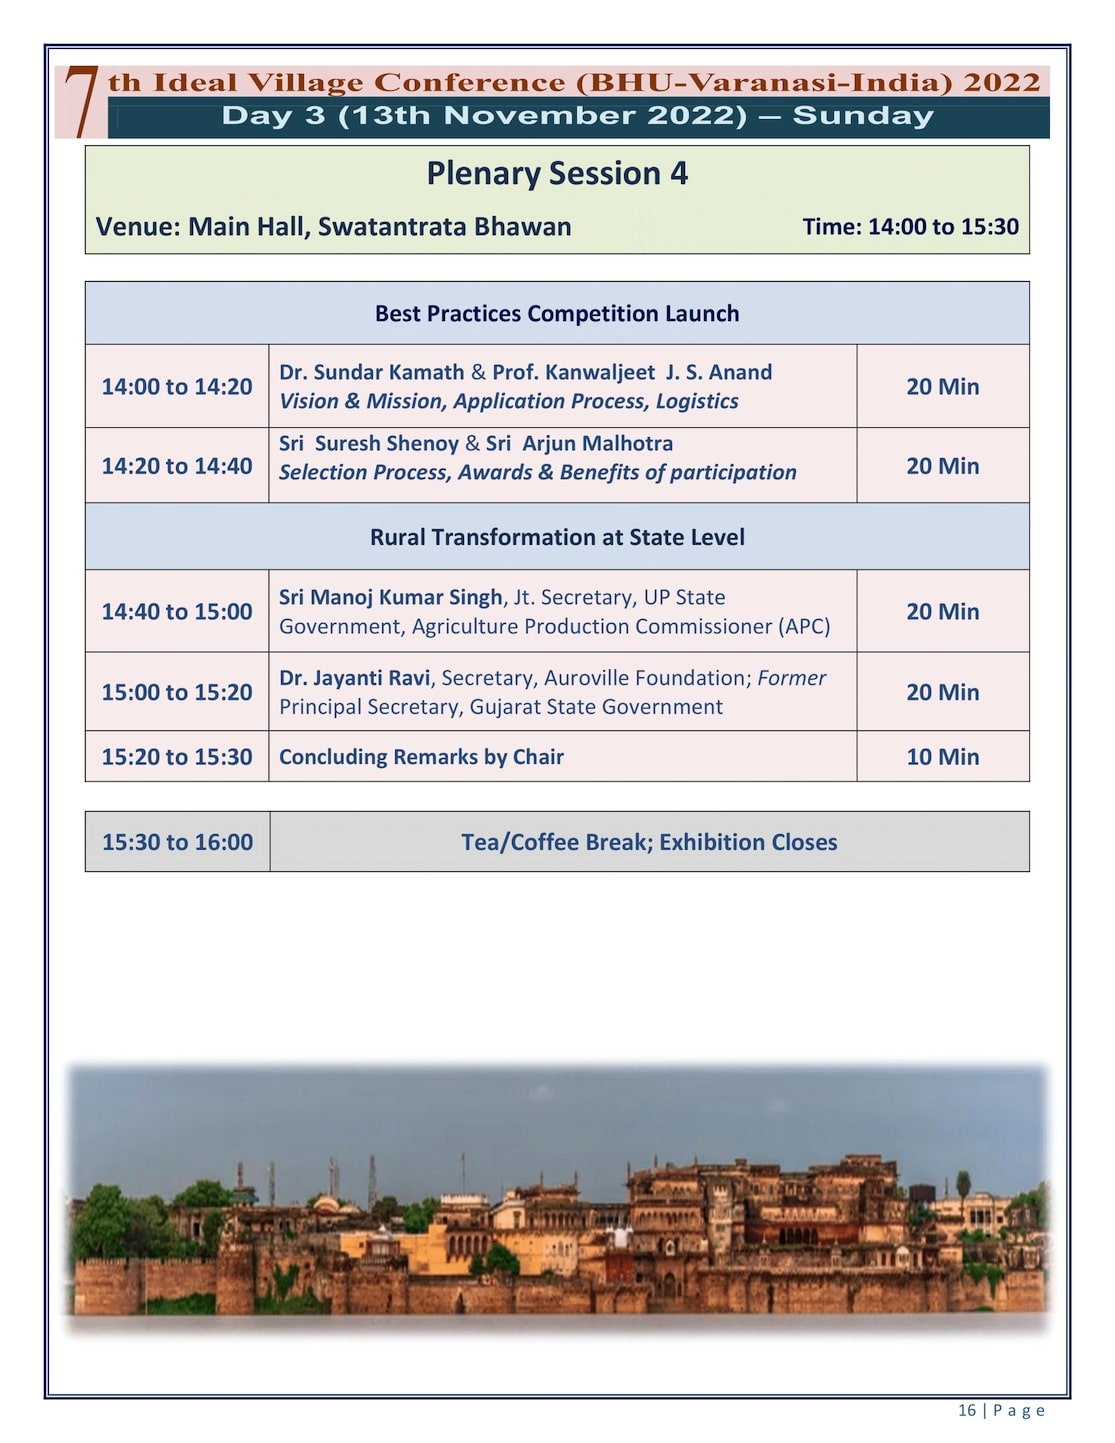 7th Ideal Village Conference (BHU-Varanasi-India) 2022
Day 3 (13th November 2022) – Sunday
Plenary Session 4
Venue: Main Hall, Swatantrata Bhawan Time: 14:00 to 15:30
Best Practices Competition Launch
14:00 to 14:20
Dr. Sundar Kamath & Prof. Kanwaljeet J. S. Anand
Vision & Mission, Application Process, Logistics
20 Min
14:20 to 14:40
Sri Suresh Shenoy & Sri Arjun Malhotra
Selection Process, Awards & Benefits of participation
20 Min
Rural Transformation at State Level
14:40 to 15:00
Sri Manoj Kumar Singh, Jt. Secretary, UP State
Government, Agriculture Production Commissioner (APC)
20 Min
15:00 to 15:20
Dr. Jayanti Ravi, Secretary, Auroville Foundation; Former
Principal Secretary, Gujarat State Government
20 Min
15:20 to 15:30 Concluding Remarks by Chair 10 Min
15:30 to 16:00 Tea/Coffee Break; Exhibition Closes
16 | P a g e